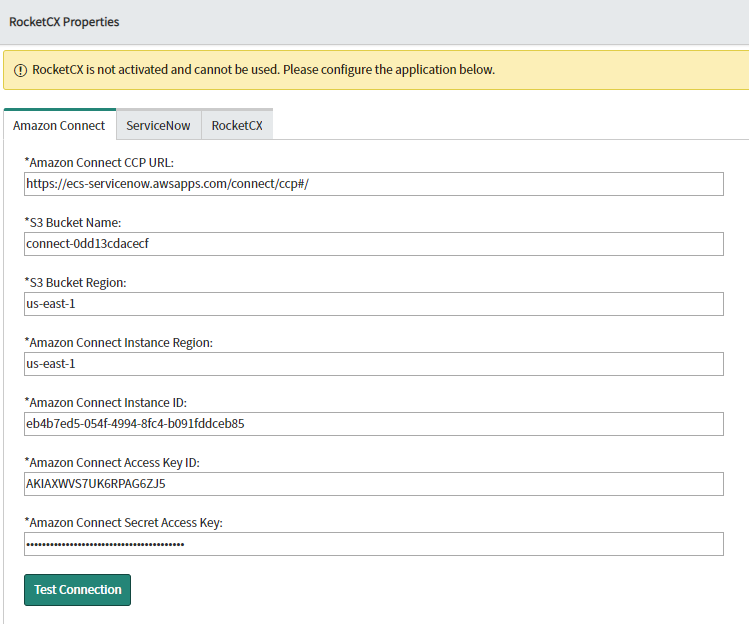 RocketCX Properties
RocketCX is not activated and cannot be used. Please configure the application below.
Amazon Connect ServiceNow RocketCX
*Amazon Connect CCP URL:
https://ecs-servicenow.awsapps.com/connect/ccp#/
*S3 Bucket Name:
connect-0dd13cdacecf
*S3 Bucket Region:
us-east-1
*Amazon Connect Instance Region:
us-east-1
*Amazon Connect Instance ID:
eb4b7ed5-054f-4994-8fc4-b091fddceb85
*Amazon Connect Access Key ID:
AKIAXWVS7UK6RPAG6ZJ5
*Amazon Connect Secret Access Key:
••••••••••••••••••••••••••••••••••••••••
Test Connection